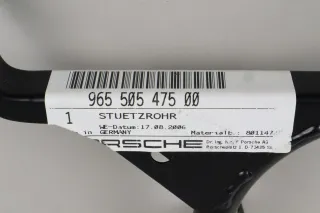 965 505 475 00
1 STUETZROHR
WE-Datum:17.08.2006 Materialb.: 8011472
in GERMANY
PORSCHE Dr. Ing. h.c. F. Porsche AG